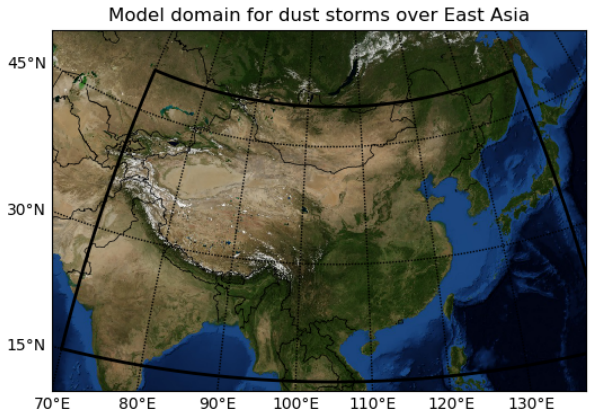 Model domain for dust storms over East Asia
45°N
30°N
15°N
70°E 80°E 90°E 100°E 110°E 120°E 130°E